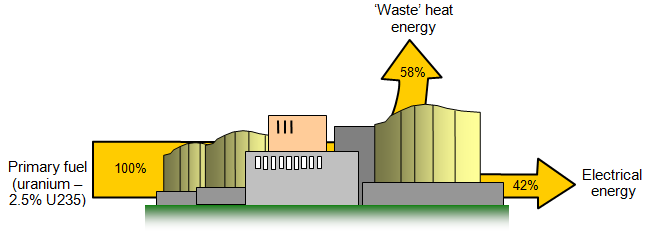 ‘Waste’ heat
energy
58%
Primary fuel
(uranium –
2.5% U235)
100%
42%
Electrical
energy